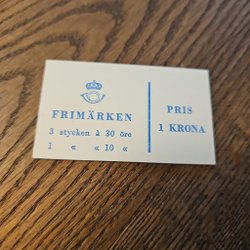 FRIMÄRKEN
3 stycken à 30 öre
1 « « 10 «
PRIS
1 KRONA